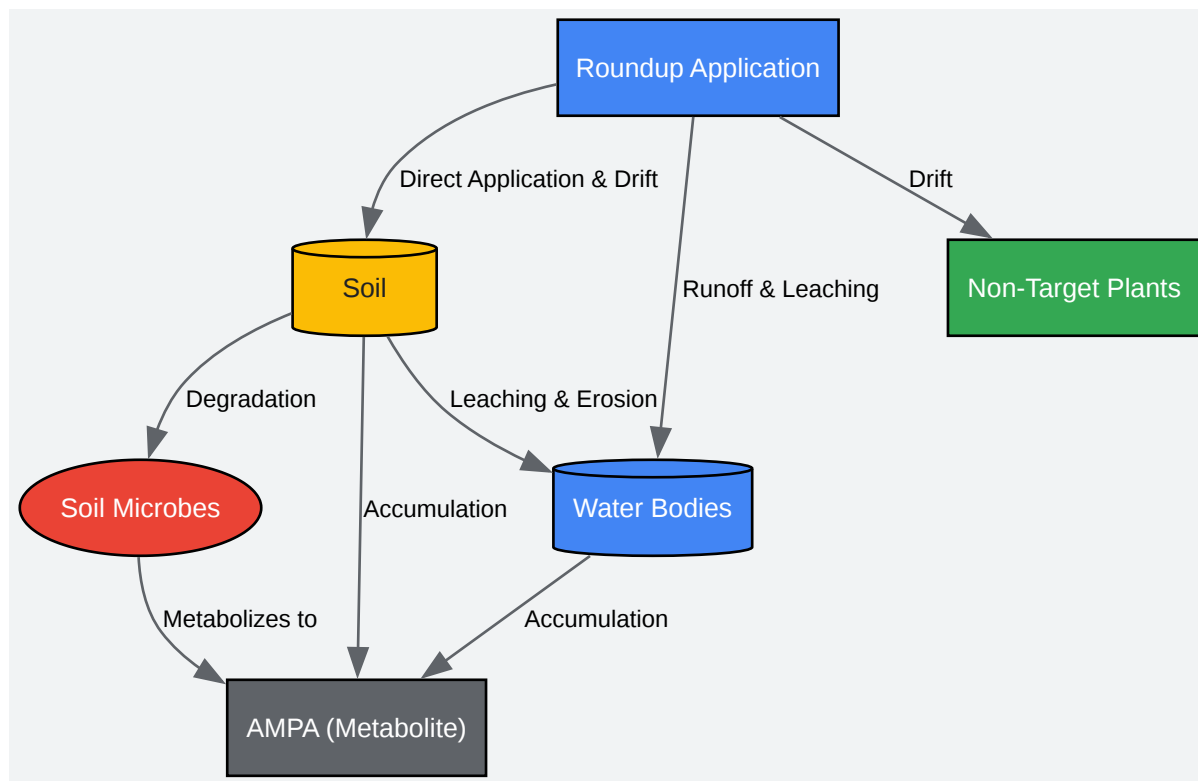 Roundup Application
Direct Application & Drift
Drift
Soil
Runoff & Leaching
Non-Target Plants
Degradation
Leaching & Erosion
Soil Microbes
Accumulation
Water Bodies
Metabolizes to
Accumulation
AMPA (Metabolite)